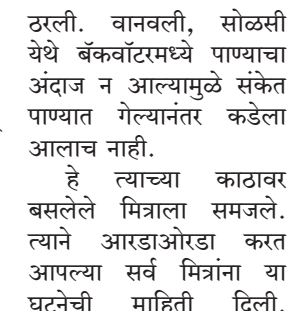 ठरली. वानवली, सोळसी
येथे बॅकवॉटरमध्ये पाण्याचा
अंदाज न आल्यामुळे संकेत
पाण्यात गेल्यानंतर कडेला
आलाच नाही.
हे त्याच्या काठावर
बसलेले मित्राला समजले.
त्याने आरडाओरडा करत
आपल्या सर्व मित्रांना या
घटनेची माहिती दिली.